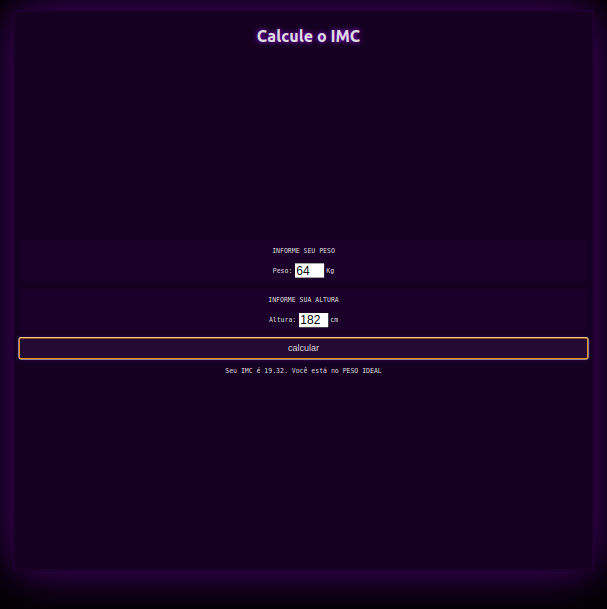 Calcule o IMC
INFORME SEU PESO
Peso: 64 Kg
INFORME SUA ALTURA
Altura: 182 cm
calcular
Seu IMC é 19.32. Você está no PESO IDEAL